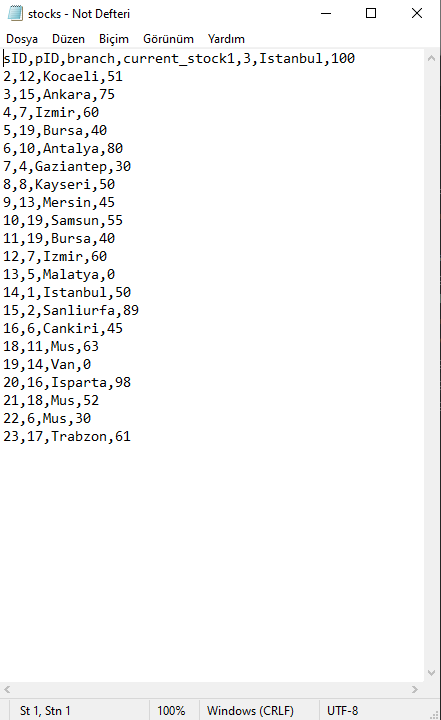 stocks - Not Defteri
Dosya Düzen Biçim Görünüm Yardım
sID,pID,branch,current_stock1,3,Istanbul,100
2,12,Kocaeli,51
3,15,Ankara,75
4,7,Izmir,60
5,19,Bursa,40
6,10,Antalya,80
7,4,Gaziantep,30
8,8,Kayseri,50
9,13,Mersin,45
10,19,Samsun,55
11,19,Bursa,40
12,7,Izmir,60
13,5,Malatya,0
14,1,Istanbul,50
15,2,Sanliurfa,89
16,6,Cankiri,45
18,11,Mus,63
19,14,Van,0
20,16,Isparta,98
21,18,Mus,52
22,6,Mus,30
23,17,Trabzon,61
St 1, Stn 1 100% Windows (CRLF) UTF-8